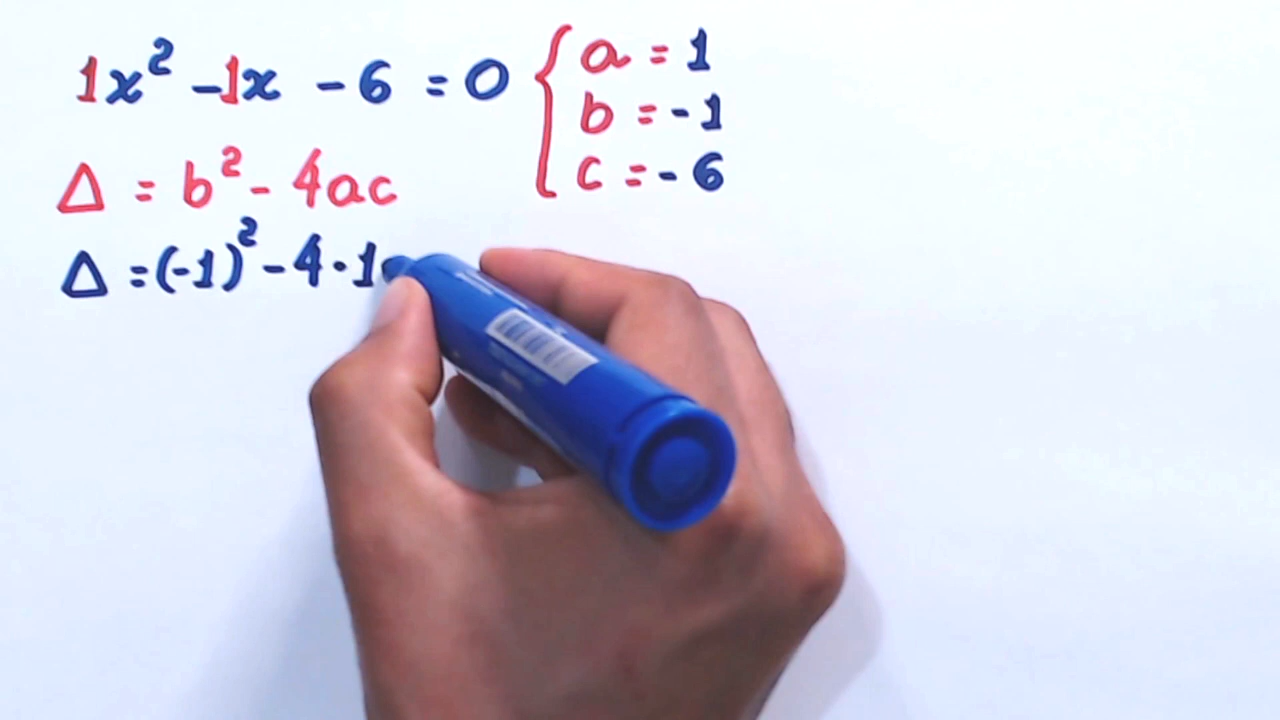 1x² -1x - 6 = 0 { a = 1
b = -1
c = - 6
Δ = b² - 4ac
Δ = (-1)² - 4 · 1